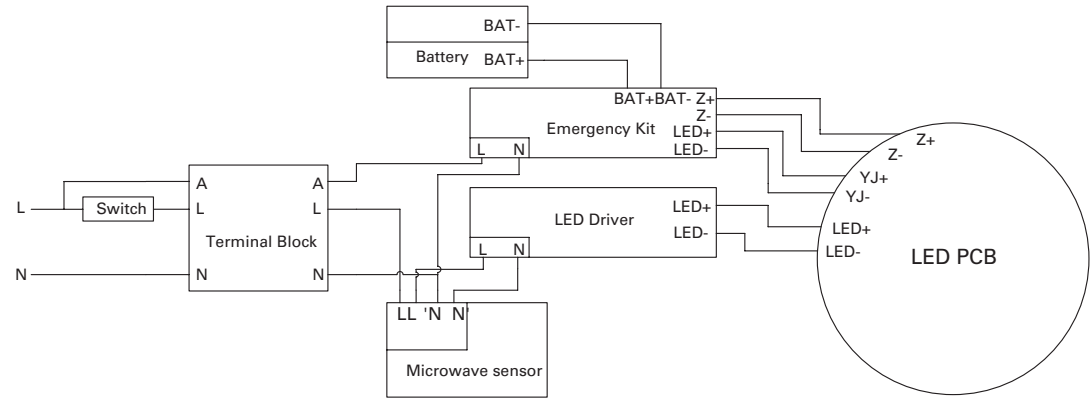 BAT-
Battery BAT+
BAT+BAT- Z+
Z-
Emergency Kit
LED+
LED-
L N
Z+
Z-
YJ+
YJ-
LED+
LED-
LED PCB
L
Switch
N
A A
L L
Terminal Block
N N
LED+
LED Driver
LED-
L N
LL 'N N'
Microwave sensor